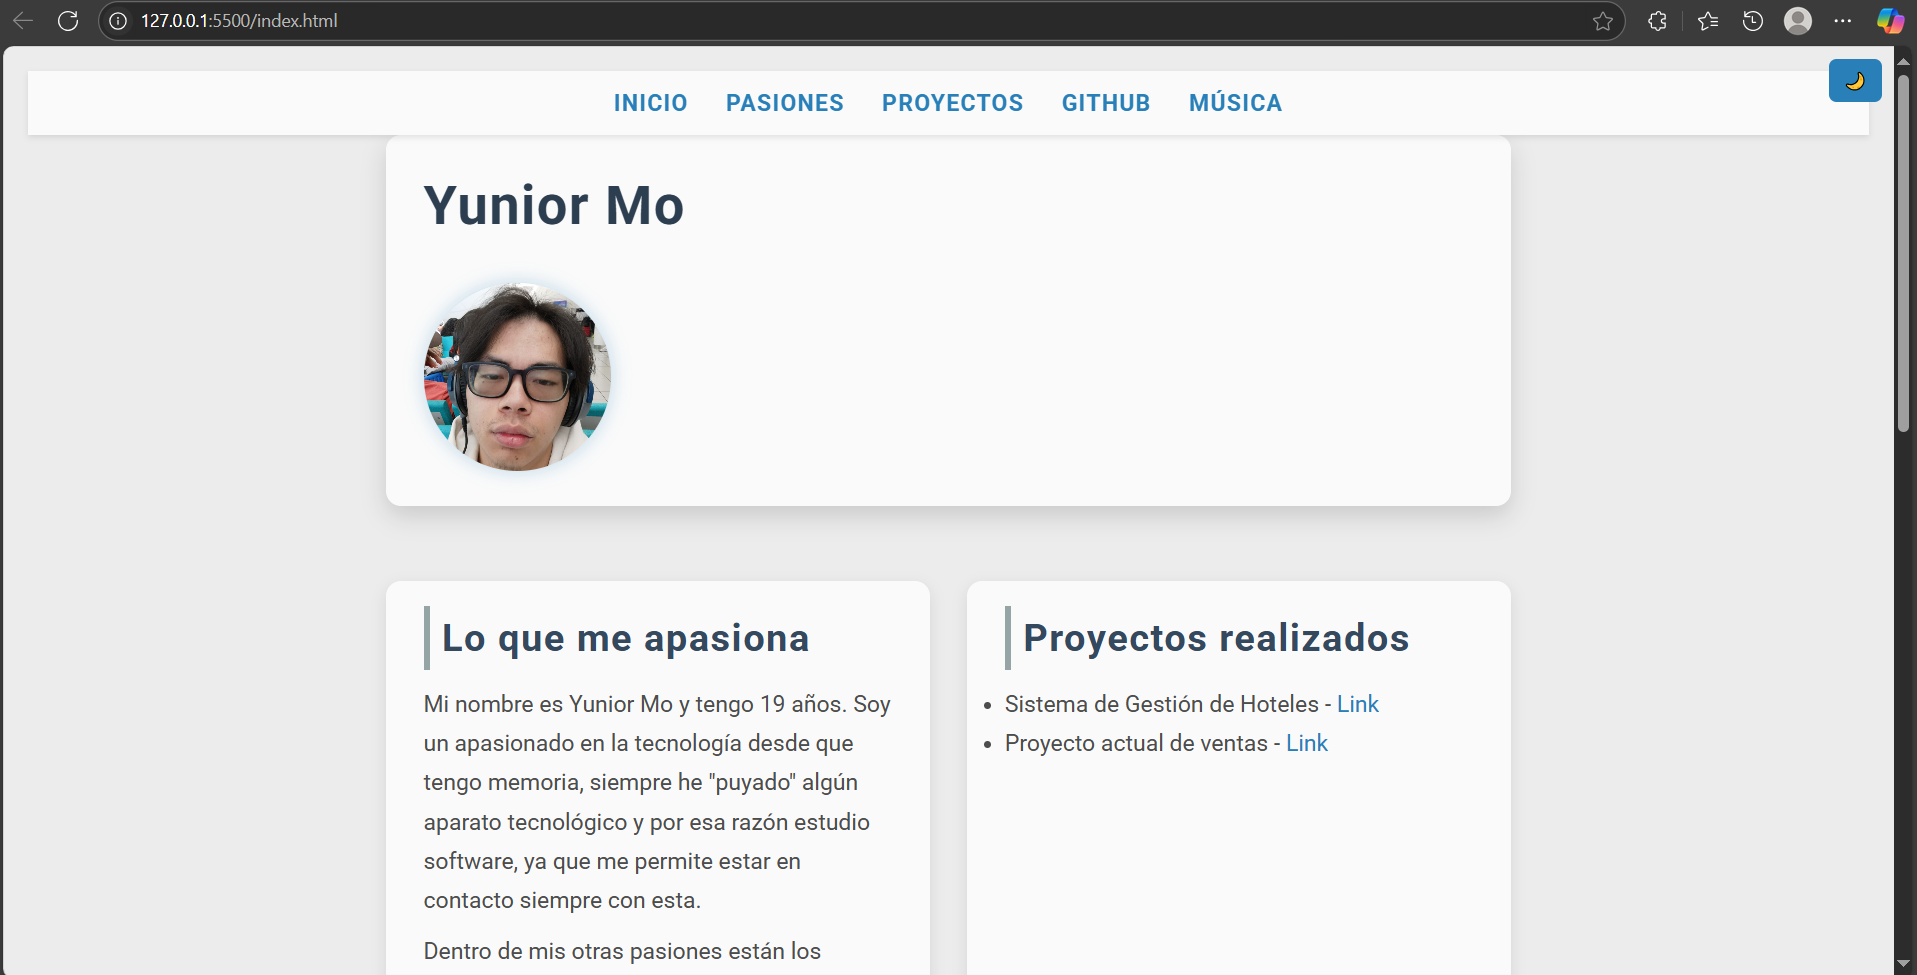 127.0.0.1:5500/index.html
INICIO PASIONES PROYECTOS GITHUB MÚSICA
Yunior Mo
Lo que me apasiona
Mi nombre es Yunior Mo y tengo 19 años. Soy
un apasionado en la tecnología desde que
tengo memoria, siempre he "puyado" algún
aparato tecnológico y por esa razón estudio
software, ya que me permite estar en
contacto siempre con esta.
Dentro de mis otras pasiones están los
Proyectos realizados
Sistema de Gestión de Hoteles - Link
Proyecto actual de ventas - Link